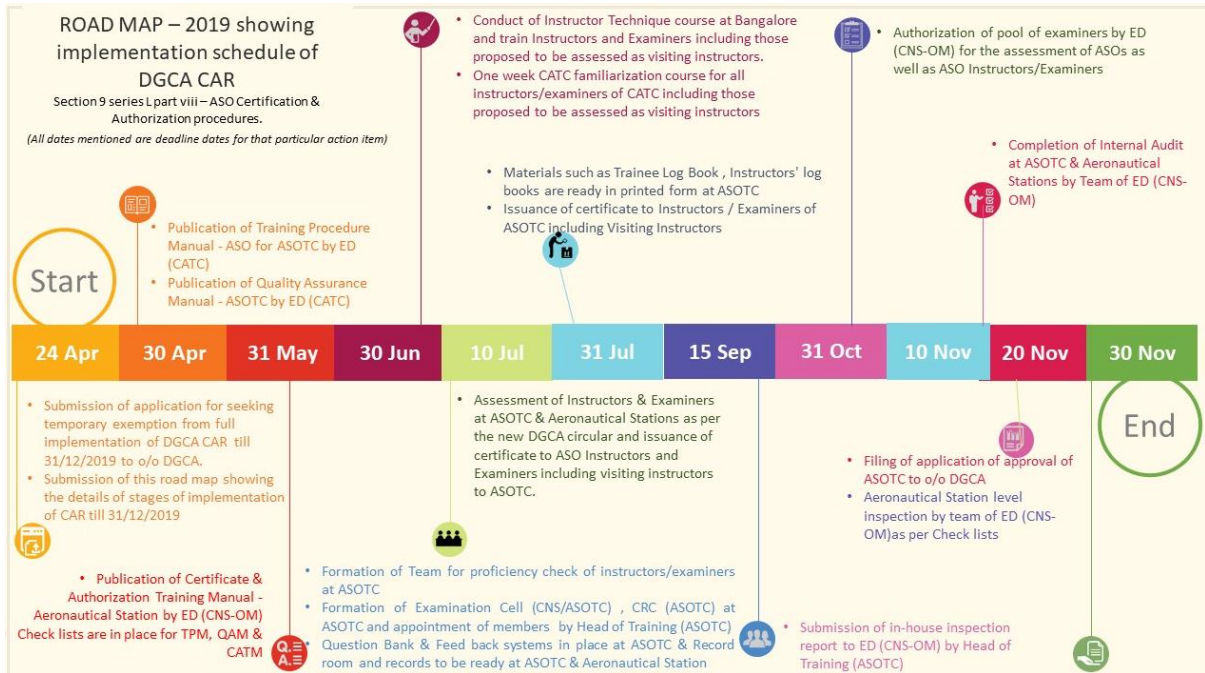 ROAD MAP – 2019 showing
implementation schedule of
DGCA CAR
Section 9 series L part viii – ASO Certification &
Authorization procedures.
(All dates mentioned are deadline dates for that particular action item)
• Conduct of Instructor Technique course at Bangalore
and train Instructors and Examiners including those
proposed to be assessed as visiting instructors.
• One week CATC familiarization course for all
instructors/examiners of CATC including those
proposed to be assessed as visiting instructors
• Authorization of pool of examiners by ED
(CNS-OM) for the assessment of ASOs as
well as ASO Instructors/Examiners
• Completion of Internal Audit
at ASOTC & Aeronautical
Stations by Team of ED (CNS-
OM)
• Materials such as Trainee Log Book , Instructors' log
books are ready in printed form at ASOTC
• Issuance of certificate to Instructors / Examiners of
ASOTC including Visiting Instructors
• Publication of Training Procedure
Manual - ASO for ASOTC by ED
(CATC)
• Publication of Quality Assurance
Manual - ASOTC by ED (CATC)
Start
24 Apr
30 Apr
31 May
30 Jun
10 Jul
31 Jul
15 Sep
31 Oct
10 Nov
20 Nov
30 Nov
End
• Submission of application for seeking
temporary exemption from full
implementation of DGCA CAR till
31/12/2019 to o/o DGCA.
• Submission of this road map showing
the details of stages of implementation
of CAR till 31/12/2019
• Assessment of Instructors & Examiners
at ASOTC & Aeronautical Stations as per
the new DGCA circular and issuance of
certificate to ASO Instructors and
Examiners including visiting instructors
to ASOTC.
• Filing of application of approval of
ASOTC to o/o DGCA
• Aeronautical Station level
inspection by team of ED (CNS-
OM)as per Check lists
• Publication of Certificate &
Authorization Training Manual -
Aeronautical Station by ED (CNS-OM)
Check lists are in place for TPM, QAM &
CATM
Q.
A.
• Formation of Team for proficiency check of instructors/examiners
at ASOTC
• Formation of Examination Cell (CNS/ASOTC) , CRC (ASOTC) at
ASOTC and appointment of members by Head of Training (ASOTC)
• Question Bank & Feed back systems in place at ASOTC & Record
room and records to be ready at ASOTC & Aeronautical Station
• Submission of in-house inspection
report to ED (CNS-OM) by Head of
Training (ASOTC)